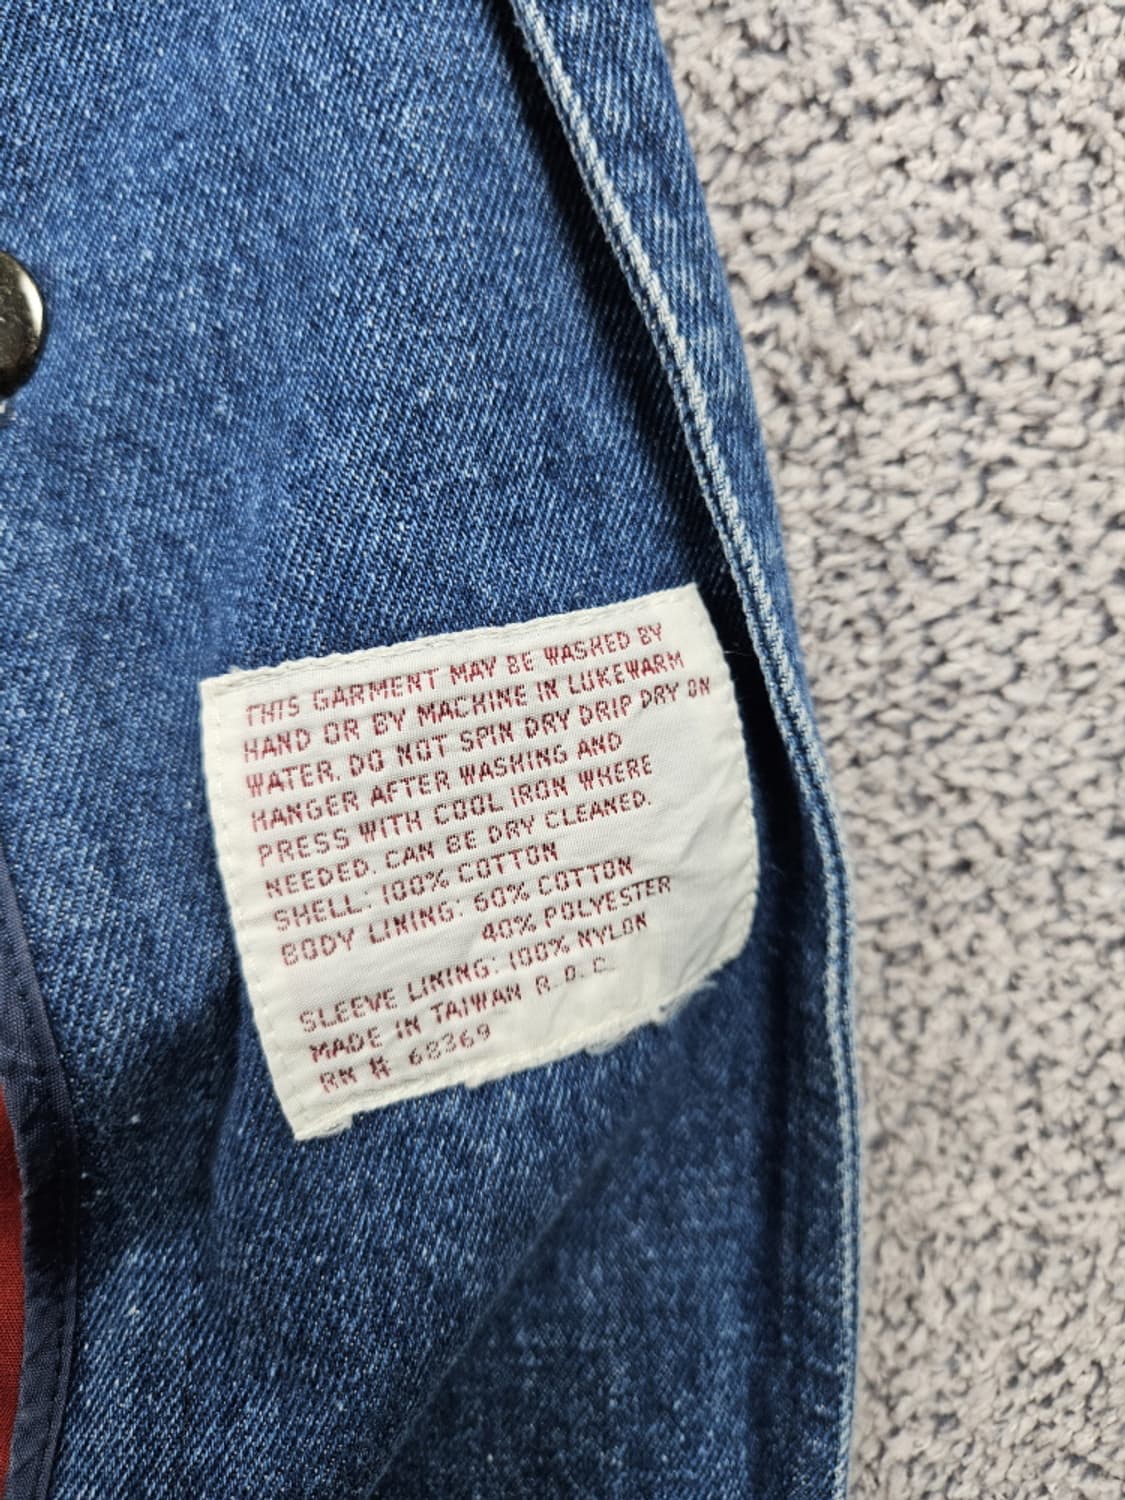 THIS GARMENT MAY BE WASHED BY
HAND OR BY MACHINE IN LUKEWARM
WATER. DO NOT SPIN DRY DRIP DRY ON
HANGER AFTER WASHING AND
PRESS WITH COOL IRON WHERE
NEEDED. CAN BE DRY CLEANED.
SHELL: 100% COTTON
BODY LINING: 60% COTTON
40% POLYESTER
SLEEVE LINING: 100% NYLON
MADE IN TAIWAN R.O.C.
RN # 68369